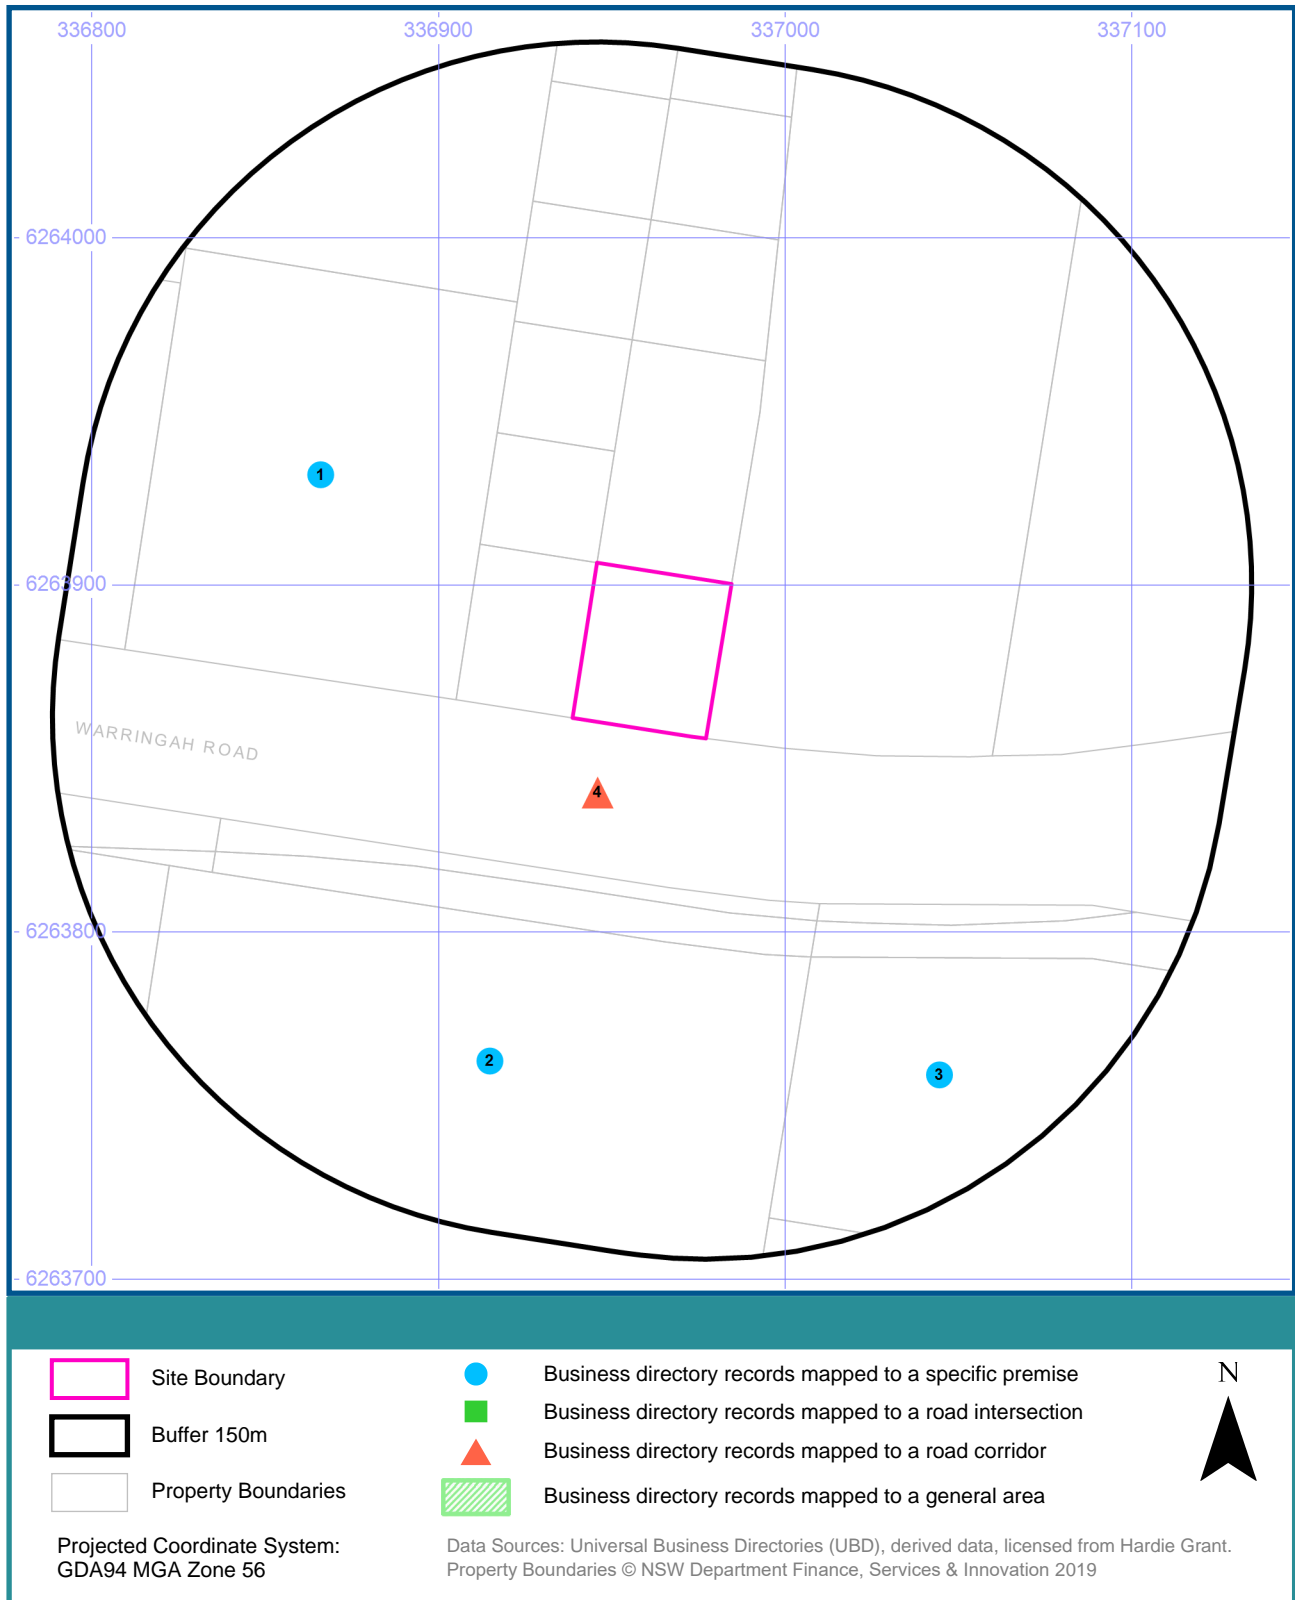 336800 336900 337000 337100
6264000
1
6263900
WARRINGAH ROAD
4
6263800
2
3
6263700
Site Boundary
Buffer 150m
Property Boundaries
Projected Coordinate System:
GDA94 MGA Zone 56
Business directory records mapped to a specific premise
Business directory records mapped to a road intersection
Business directory records mapped to a road corridor
Business directory records mapped to a general area
Data Sources: Universal Business Directories (UBD), derived data, licensed from Hardie Grant.
Property Boundaries © NSW Department Finance, Services & Innovation 2019
N